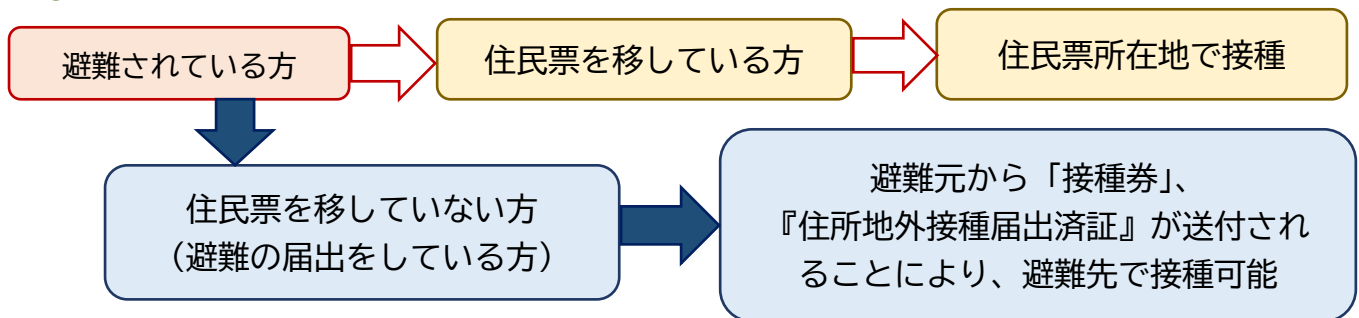 避難されている方
住民票を移している方
住民票所在地で接種
住民票を移していない方
（避難の届出をしている方）
避難元から「接種券」、
『住所地外接種届出済証』が送付され
ることにより、避難先で接種可能